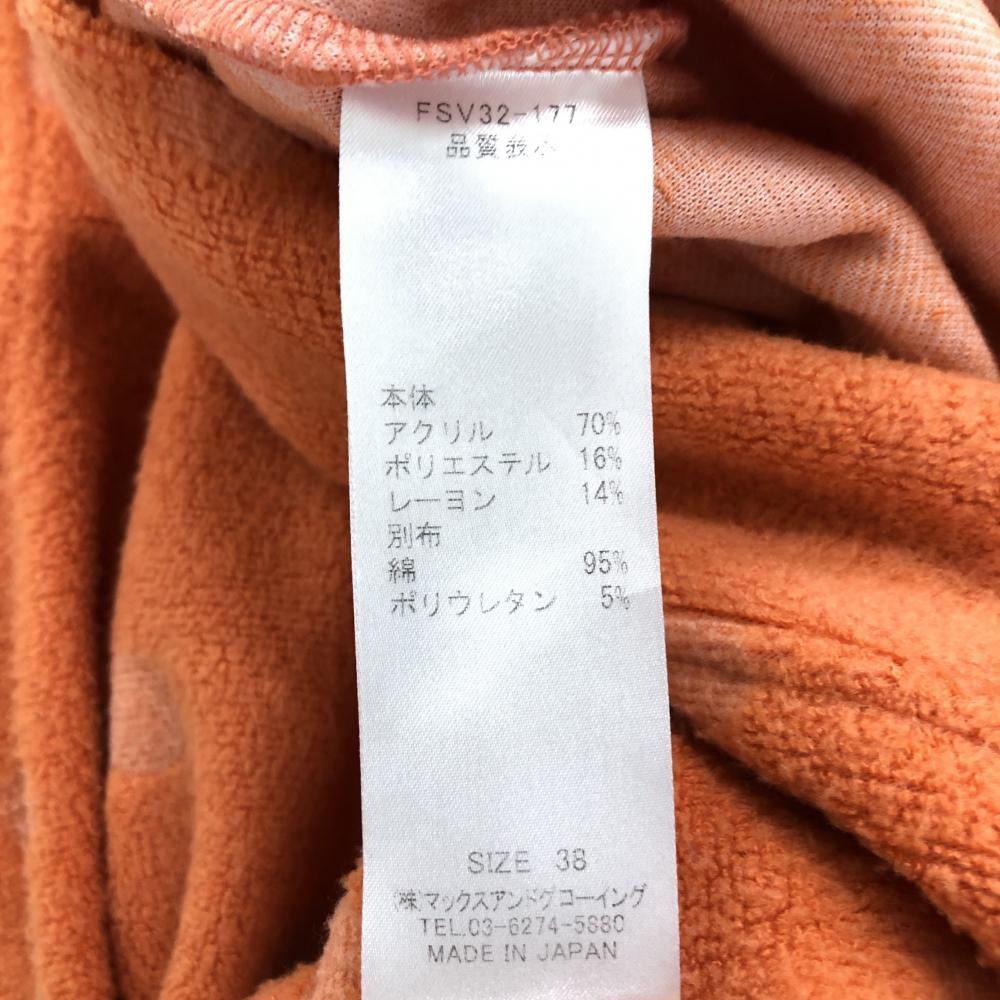 FSV32-177
品質表示
本体
アクリル 70%
ポリエステル 16%
レーヨン 14%
別布
綿 95%
ポリウレタン 5%
SIZE 38
(株)マックスアンドゲコーイング
TEL.03-6274-5880
MADE IN JAPAN